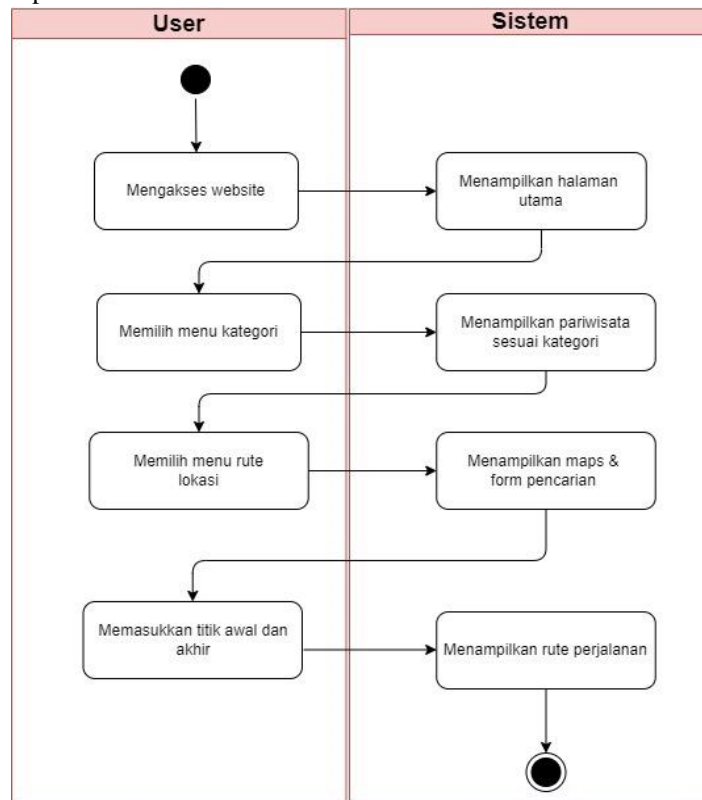 User
Sistem
Mengakses website
Menampilkan halaman
utama
Memilih menu kategori
Menampilkan pariwisata
sesuai kategori
Memilih menu rute
lokasi
Menampilkan maps &
form pencarian
Memasukkan titik awal dan
akhir
Menampilkan rute perjalanan